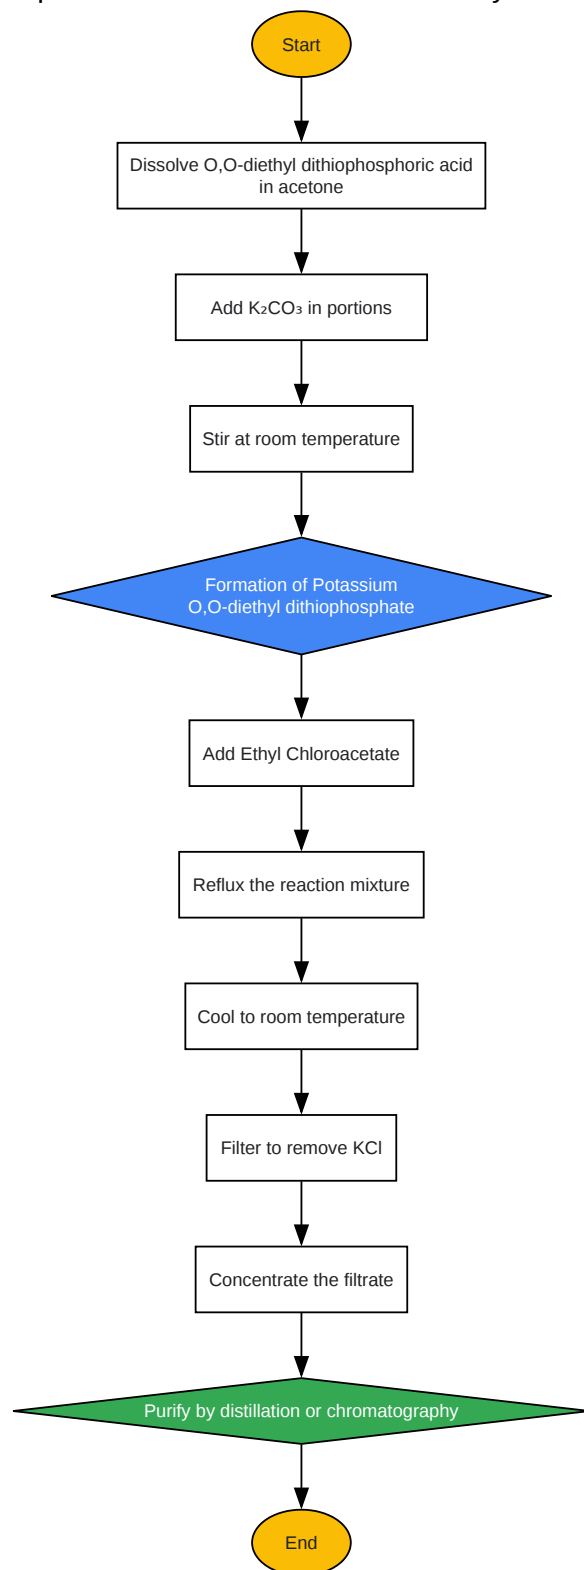 Start
Dissolve O,O-diethyl dithiophosphoric acid
in acetone
Add K₂CO₃ in portions
Stir at room temperature
Formation of Potassium
O,O-diethyl dithiophosphate
Add Ethyl Chloroacetate
Reflux the reaction mixture
Cool to room temperature
Filter to remove KCl
Concentrate the filtrate
Purify by distillation or chromatography
End